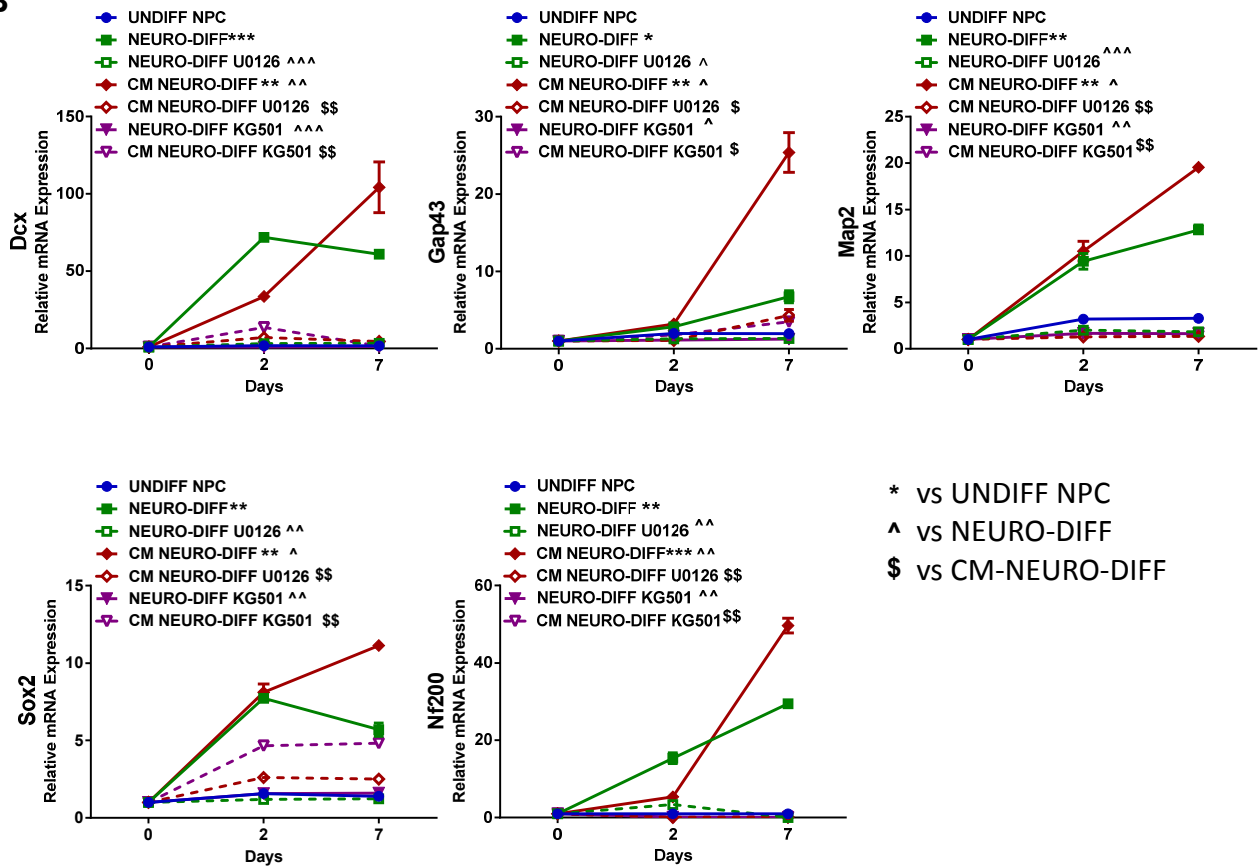 B
UNDIFF NPC
NEURO-DIFF***
NEURO-DIFF U0126 ^^^
CM NEURO-DIFF ** ^^
CM NEURO-DIFF U0126 $$
NEURO-DIFF KG501 ^^^
CM NEURO-DIFF KG501 $$
Dcx
Relative mRNA Expression
150
100
50
0
0 2 7
Days
UNDIFF NPC
NEURO-DIFF *
NEURO-DIFF U0126 ^
CM NEURO-DIFF ** ^
CM NEURO-DIFF U0126 $
NEURO-DIFF KG501 ^
CM NEURO-DIFF KG501 $
Gap43
Relative mRNA Expression
30
20
10
0
0 2 7
Days
UNDIFF NPC
NEURO-DIFF**
NEURO-DIFF U0126 ^^^
CM NEURO-DIFF ** ^
CM NEURO-DIFF U0126 $$
NEURO-DIFF KG501 ^^
CM NEURO-DIFF KG501 $$
Map2
Relative mRNA Expression
25
20
15
10
5
0
0 2 7
Days
UNDIFF NPC
NEURO-DIFF**
NEURO-DIFF U0126 ^^
CM NEURO-DIFF ** ^
CM NEURO-DIFF U0126 $$
NEURO-DIFF KG501 ^^
CM NEURO-DIFF KG501 $$
Sox2
Relative mRNA Expression
15
10
5
0
0 2 7
Days
UNDIFF NPC
NEURO-DIFF **
NEURO-DIFF U0126 ^^
CM NEURO-DIFF*** ^^
CM NEURO-DIFF U0126 $$
NEURO-DIFF KG501 ^^
CM NEURO-DIFF KG501 $$
Nf200
Relative mRNA Expression
60
40
20
0
0 2 7
Days
* vs UNDIFF NPC
^ vs NEURO-DIFF
$ vs CM-NEURO-DIFF